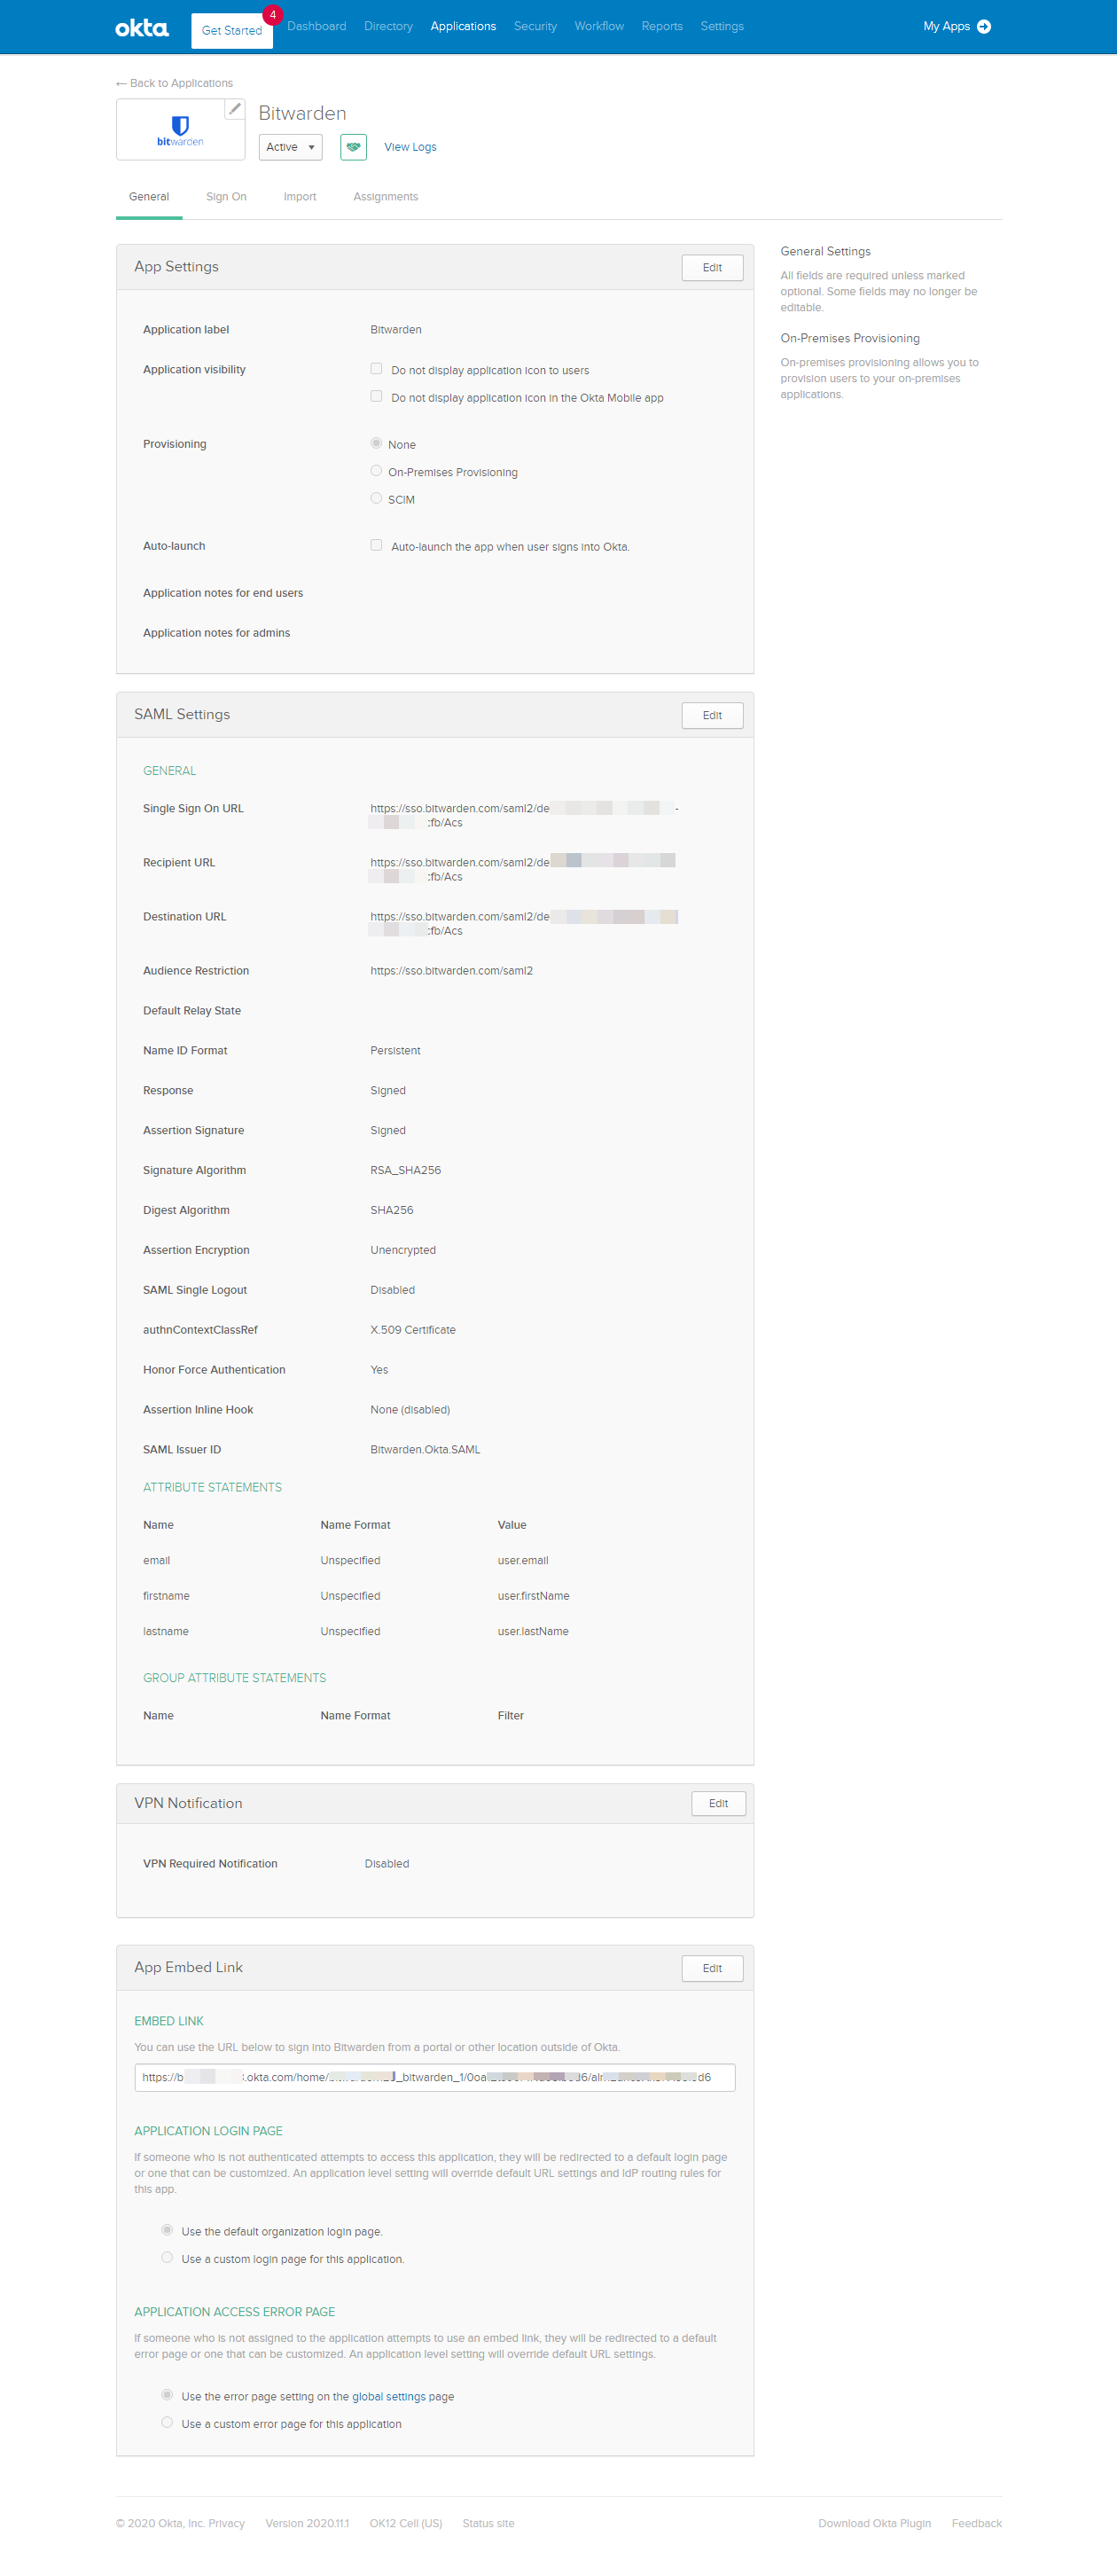 okta
Get Started
4
Dashboard
Directory
Applications
Security
Workflow
Reports
Settings
My Apps
← Back to Applications
bitwarden
Bitwarden
Active
View Logs
General
Sign On
Import
Assignments
App Settings
Edit
Application label
Bitwarden
Application visibility
Do not display application icon to users
Do not display application icon in the Okta Mobile app
Provisioning
None
On-Premises Provisioning
SCIM
Auto-launch
Auto-launch the app when user signs into Okta.
Application notes for end users
Application notes for admins
General Settings
All fields are required unless marked
optional. Some fields may no longer be
editable.
On-Premises Provisioning
On-premises provisioning allows you to
provision users to your on-premises
applications.
SAML Settings
Edit
GENERAL
Single Sign On URL
https://sso.bitwarden.com/saml2/de -
cfb/Acs
Recipient URL
https://sso.bitwarden.com/saml2/de
cfb/Acs
Destination URL
https://sso.bitwarden.com/saml2/de
cfb/Acs
Audience Restriction
https://sso.bitwarden.com/saml2
Default Relay State
Name ID Format
Persistent
Response
Signed
Assertion Signature
Signed
Signature Algorithm
RSA_SHA256
Digest Algorithm
SHA256
Assertion Encryption
Unencrypted
SAML Single Logout
Disabled
authnContextClassRef
X.509 Certificate
Honor Force Authentication
Yes
Assertion Inline Hook
None (disabled)
SAML Issuer ID
Bitwarden.Okta.SAML
ATTRIBUTE STATEMENTS
Name Name Format Value
email Unspecified user.email
firstname Unspecified user.firstName
lastname Unspecified user.lastName
GROUP ATTRIBUTE STATEMENTS
Name Name Format Filter
VPN Notification
Edit
VPN Required Notification
Disabled
App Embed Link
Edit
EMBED LINK
You can use the URL below to sign into Bitwarden from a portal or other location outside of Okta.
https://b .okta.com/home/ _bitwarden_1/0oa d6
APPLICATION LOGIN PAGE
If someone who is not authenticated attempts to access this application, they will be redirected to a default login page
or one that can be customized. An application level setting will override default URL settings and IdP routing rules for
this app.
Use the default organization login page.
Use a custom login page for this application.
APPLICATION ACCESS ERROR PAGE
If someone who is not assigned to the application attempts to use an embed link, they will be redirected to a default
error page or one that can be customized. An application level setting will override default URL settings.
Use the error page setting on the global settings page
Use a custom error page for this application
© 2020 Okta, Inc. Privacy
Version 2020.11.1
OK12 Cell (US)
Status site
Download Okta Plugin
Feedback